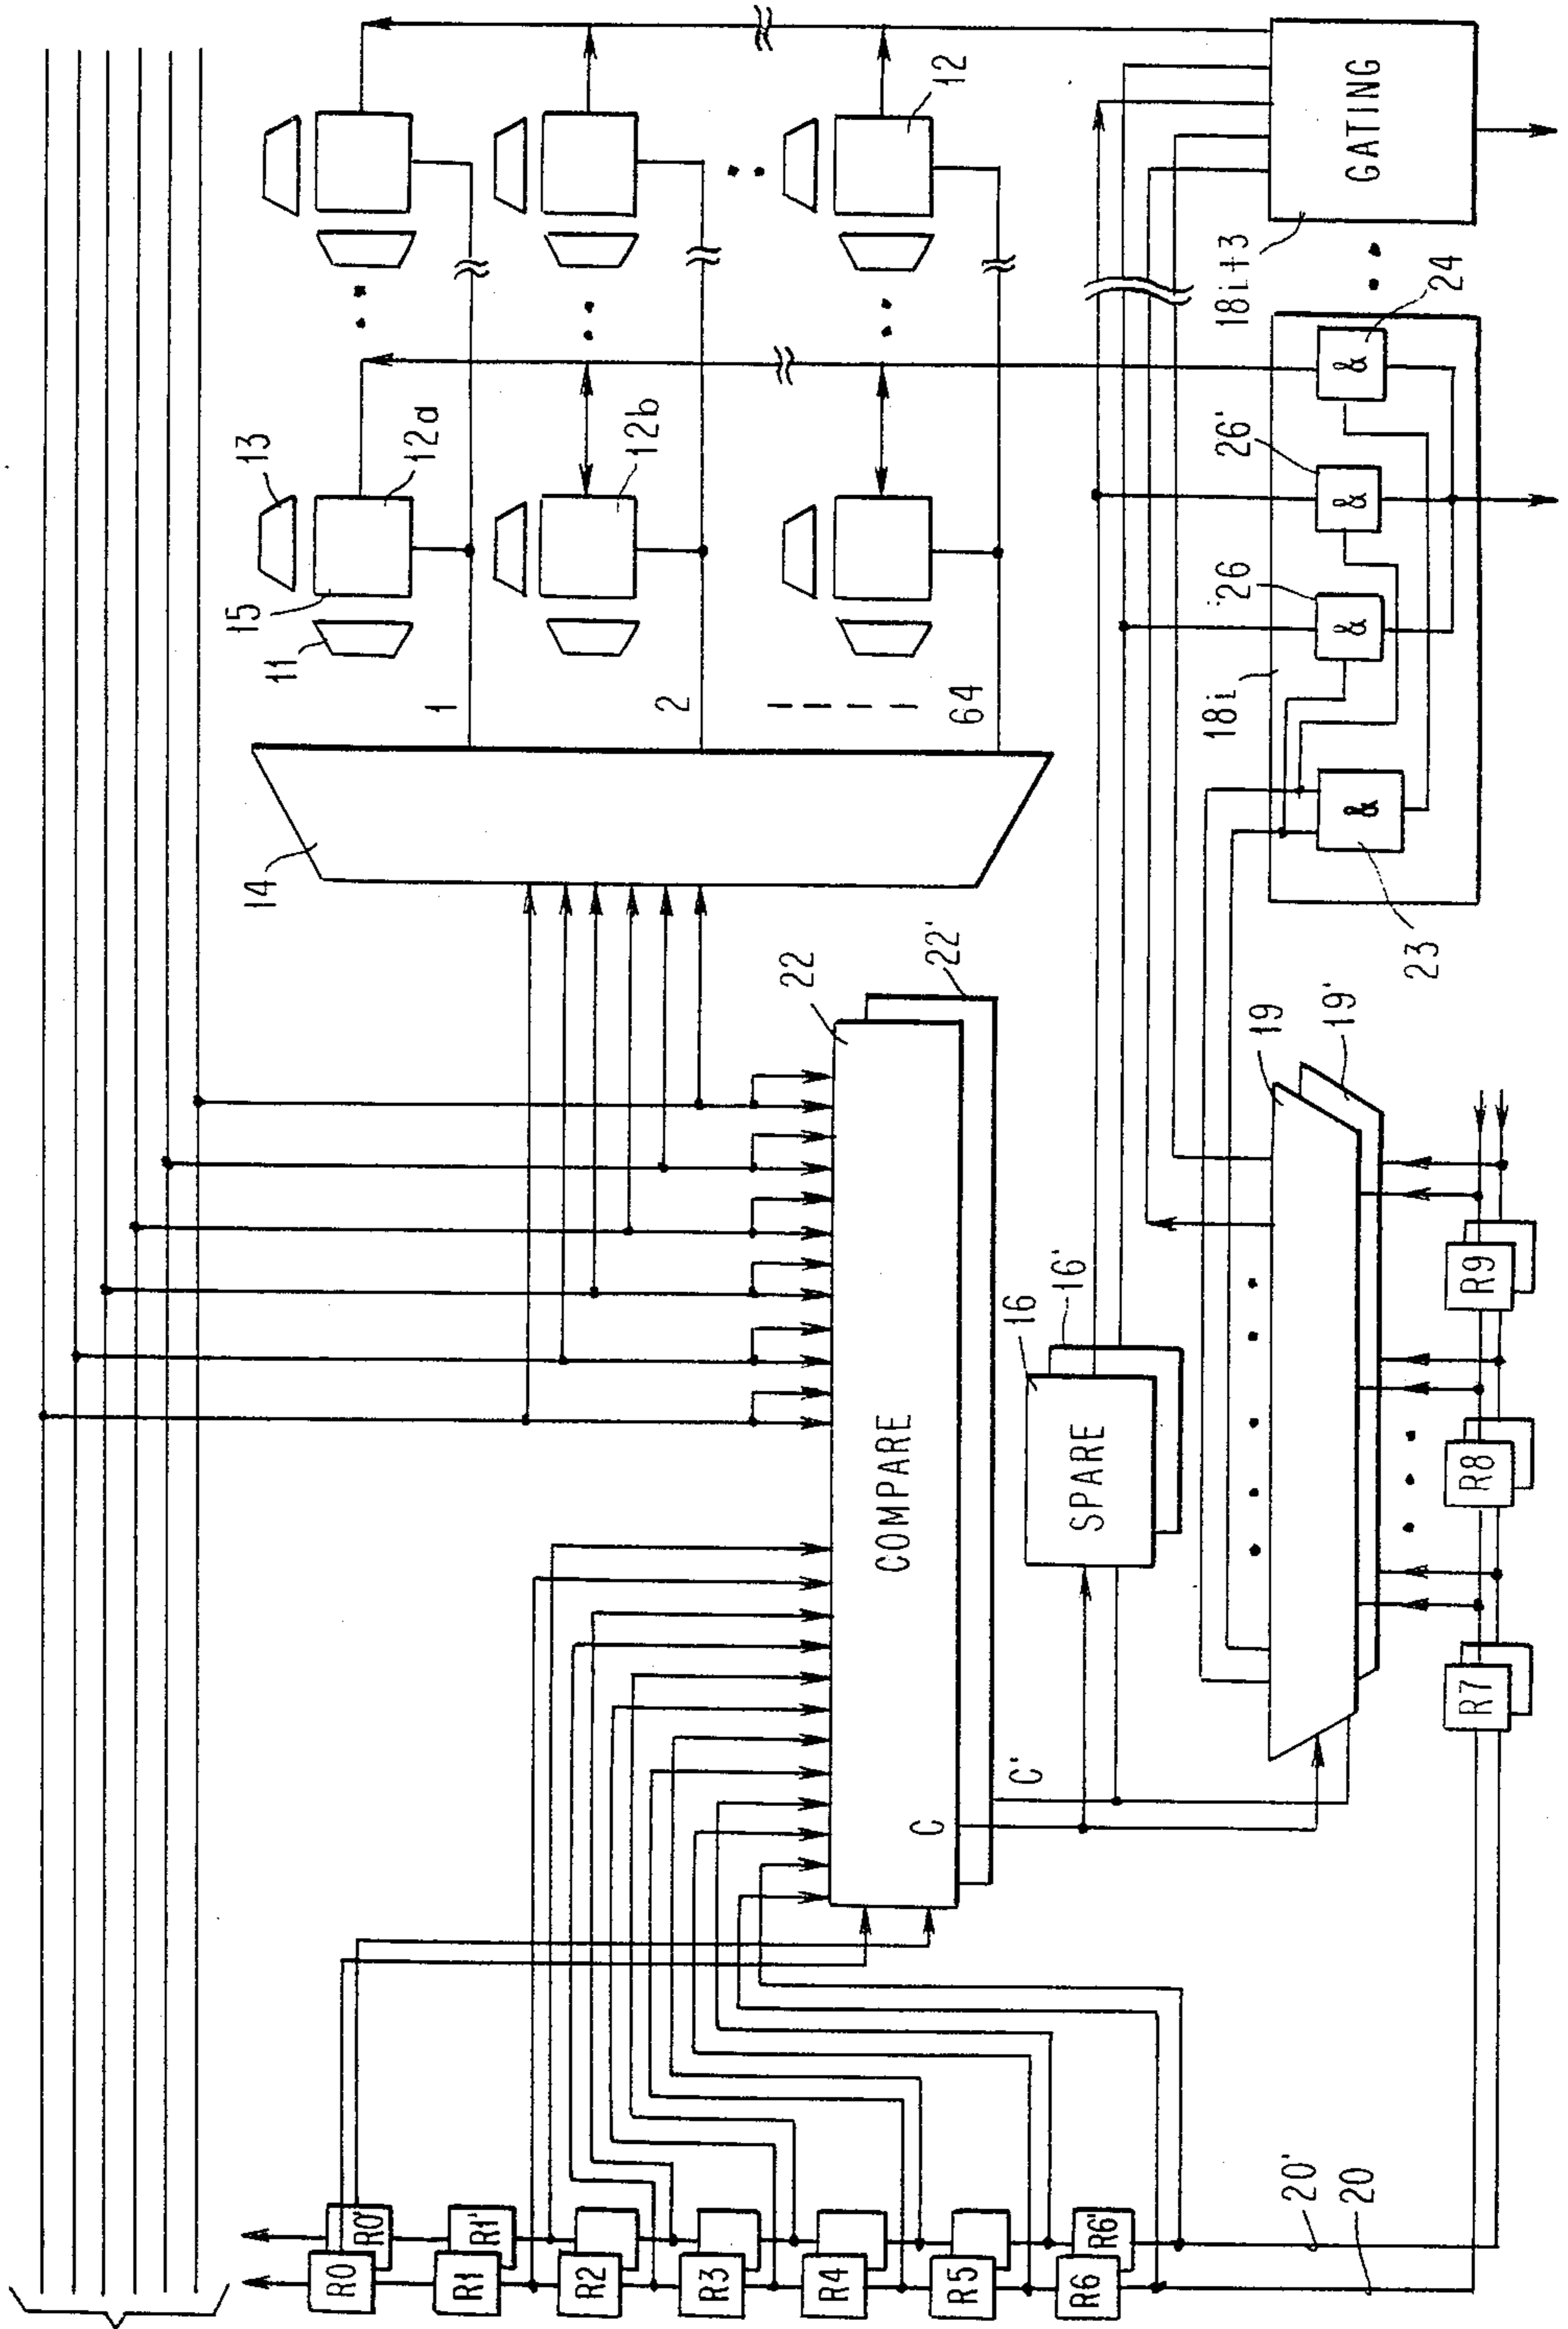 R0
R0'
R1
R1'
R2
R3
R4
R5
R6
R6'
20'
20
14
11
15
13
12a
12b
12
1
2
64
COMPARE
22
22'
C
C'
SPARE
16
16'
19
19'
R7
R8
R9
18i
23
26
26'
24
&
&
&
&
18i+3
GATING